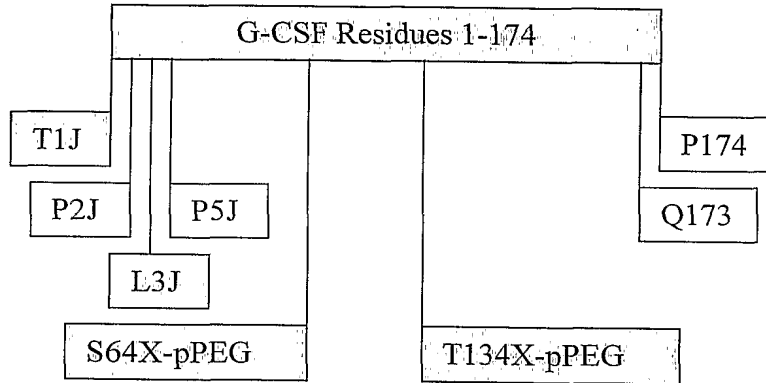 G-CSF Residues 1-174
T1J
P174
P2J
P5J
Q173
L3J
S64X-pPEG
T134X-pPEG